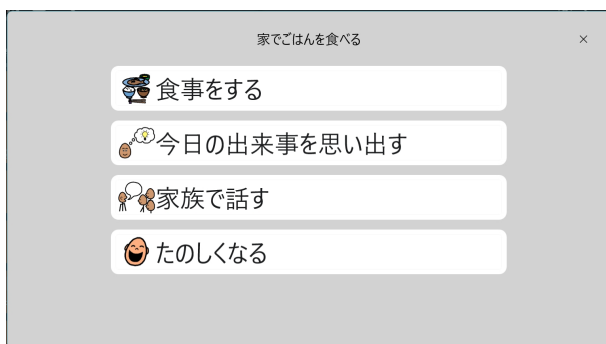 家でごはんを食べる
食事をする
今日の出来事を思い出す
家族で話す
たのしくなる